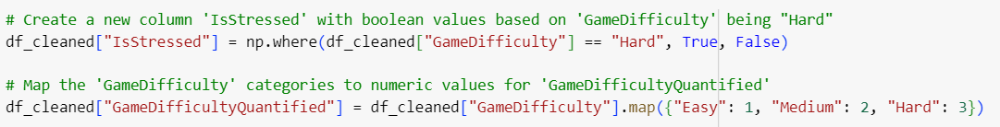 # Create a new column 'IsStressed' with boolean values based on 'GameDifficulty' being "Hard"
df_cleaned["IsStressed"] = np.where(df_cleaned["GameDifficulty"] == "Hard", True, False)
# Map the 'GameDifficulty' categories to numeric values for 'GameDifficultyQuantified'
df_cleaned["GameDifficultyQuantified"] = df_cleaned["GameDifficulty"].map({"Easy": 1, "Medium": 2, "Hard": 3})